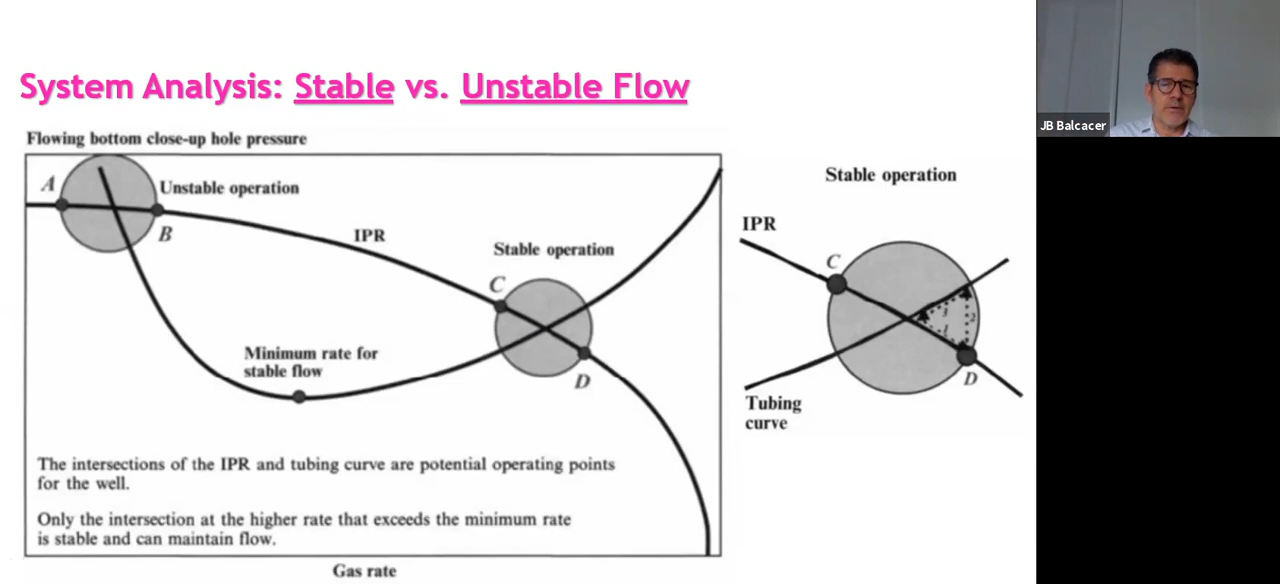 System Analysis: Stable vs. Unstable Flow
JB Balcacer
Flowing bottom close-up hole pressure
A
Unstable operation
B
IPR
Stable operation
C
D
Minimum rate for
stable flow
The intersections of the IPR and tubing curve are potential operating points
for the well.
Only the intersection at the higher rate that exceeds the minimum rate
is stable and can maintain flow.
Gas rate
Stable operation
IPR
C
2
D
Tubing
curve